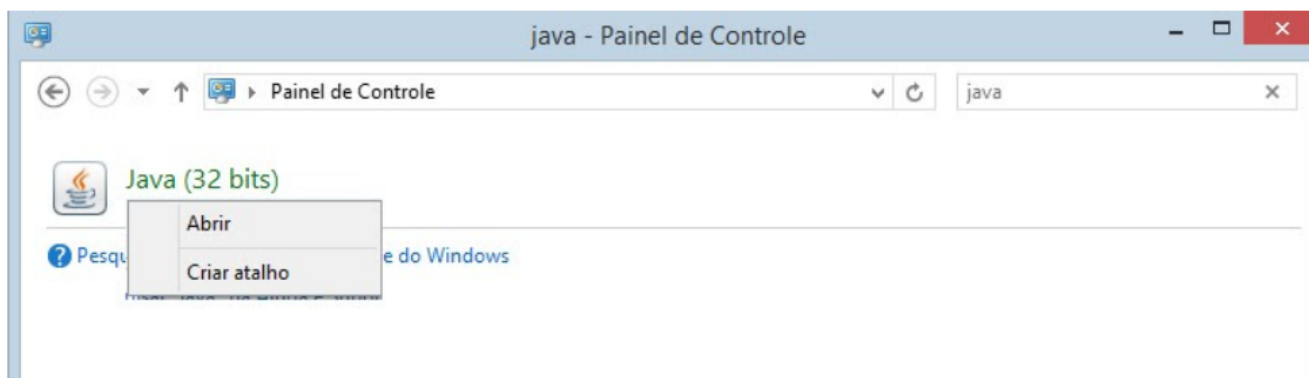 java - Painel de Controle
Painel de Controle
java
Java (32 bits)
Abrir
Pesqu
e do Windows
Criar atalho